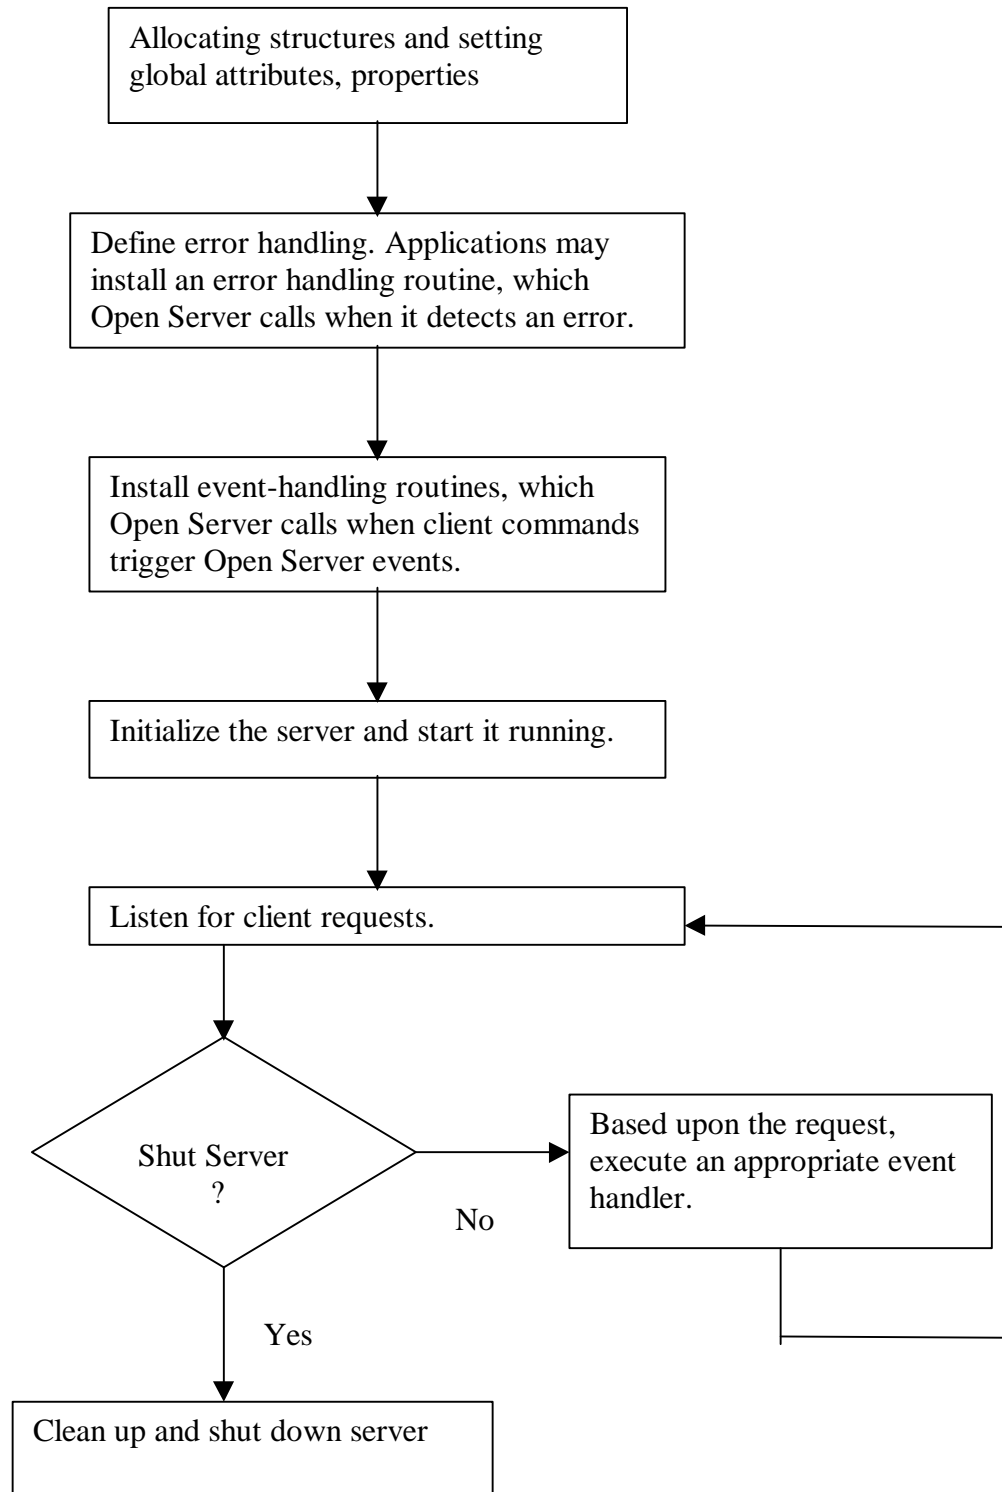 Allocating structures and setting
global attributes, properties
Define error handling. Applications may
install an error handling routine, which
Open Server calls when it detects an error.
Install event-handling routines, which
Open Server calls when client commands
trigger Open Server events.
Initialize the server and start it running.
Listen for client requests.
Shut Server
?
No
Based upon the request,
execute an appropriate event
handler.
Yes
Clean up and shut down server